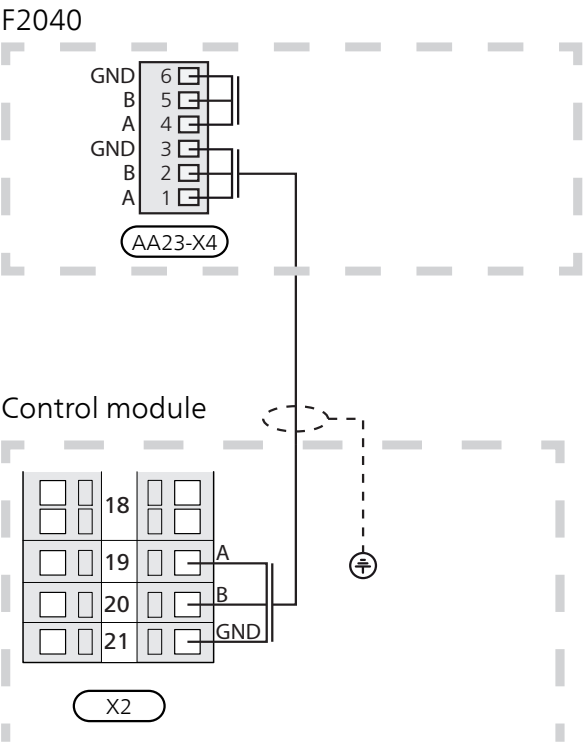 F2040
GND 6
B 5
A 4
GND 3
B 2
A 1
AA23-X4
Control module
18
19 A
20 B
21 GND
X2